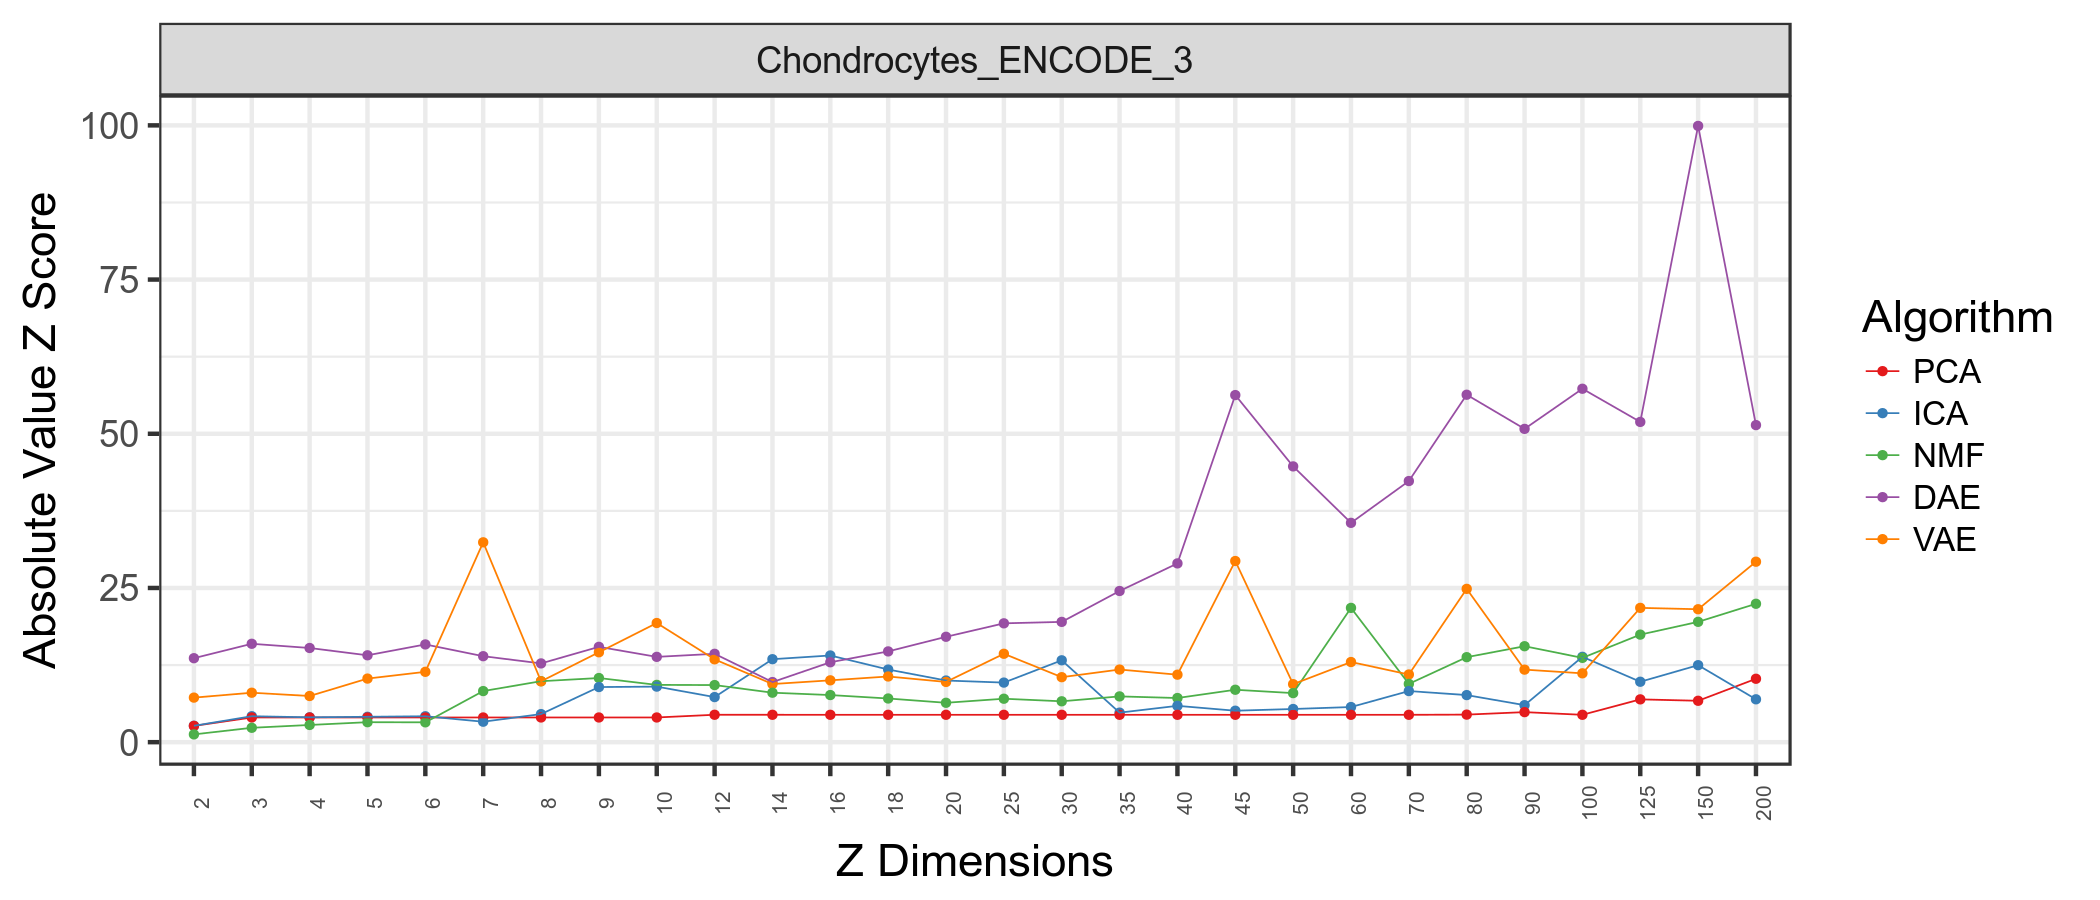 Chondrocytes_ENCODE_3
Absolute Value Z Score
100
75
50
25
0
2 3 4 5 6 7 8 9 10 12 14 16 18 20 25 30 35 40 45 50 60 70 80 90 100 125 150 200
Z Dimensions
Algorithm
PCA
ICA
NMF
DAE
VAE